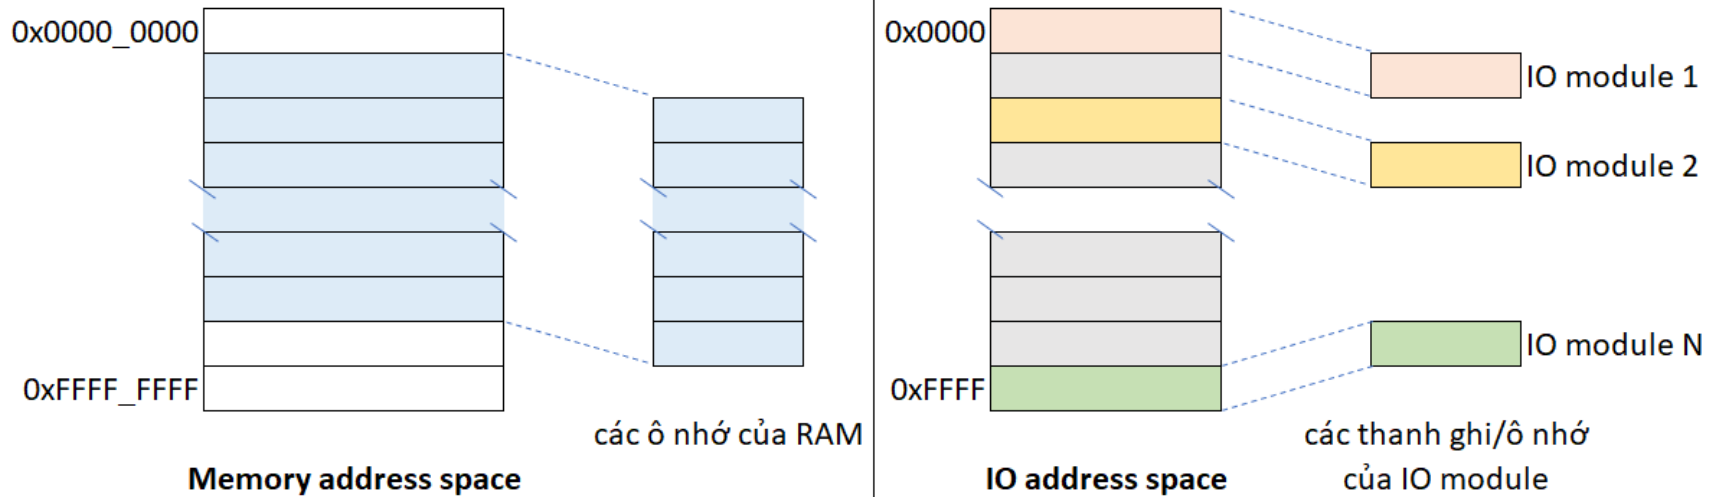 0x0000_0000
0xFFFF_FFFF
các ô nhớ của RAM
Memory address space
0x0000
IO module 1
IO module 2
IO module N
0xFFFF
các thanh ghi/ô nhớ
của IO module
IO address space